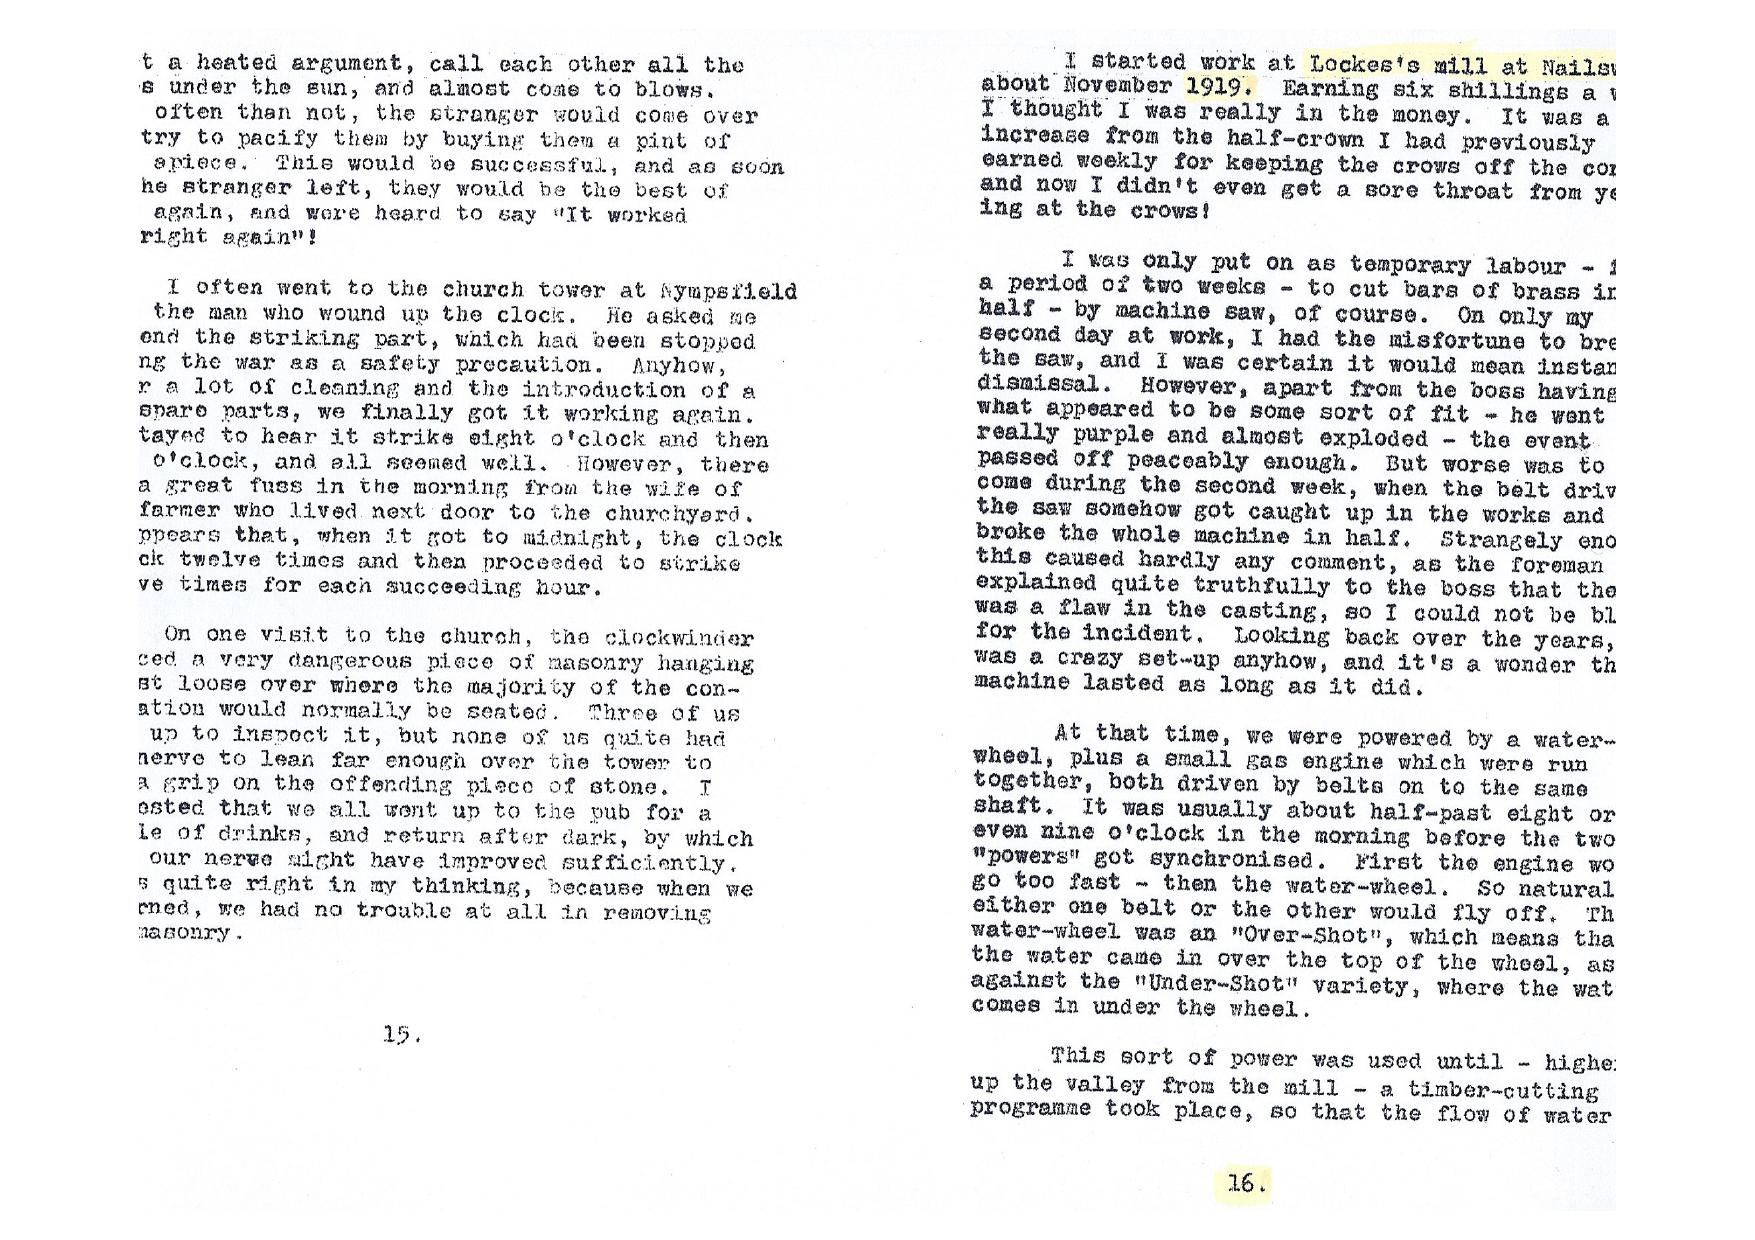 t a heated argument, call each other all the
s under the sun, and almost come to blows.
often than not, the stranger would come over
try to pacify them by buying them a pint of
apiece. This would be successful, and as soon
he stranger left, they would be the best of
again, and were heard to say "It worked
right again"!
I often went to the church tower at Nympsfield
the man who wound up the clock. He asked me
end the striking part, which had been stopped
ng the war as a safety precaution. Anyhow,
r a lot of cleaning and the introduction of a
spare parts, we finally got it working again.
tayed to hear it strike eight o'clock and then
o'clock, and all seemed well. However, there
a great fuss in the morning from the wife of
farmer who lived next door to the churchyard.
ppears that, when it got to midnight, the clock
ck twelve times and then proceeded to strike
ve times for each succeeding hour.
On one visit to the church, the clockwinder
ced a very dangerous piece of masonry hanging
st loose over where the majority of the con-
ation would normally be seated. Three of us
up to inspect it, but none of us quite had
nerve to lean far enough over the tower to
a grip on the offending piece of stone. I
ested that we all went up to the pub for a
le of drinks, and return after dark, by which
our nerve might have improved sufficiently.
s quite right in my thinking, because when we
rned, we had no trouble at all in removing
masonry.
15.
I started work at Lockes's mill at Nailsw
about November 1919. Earning six shillings a w
I thought I was really in the money. It was a
increase from the half-crown I had previously
earned weekly for keeping the crows off the cor
and now I didn't even get a sore throat from ye
ing at the crows!
I was only put on as temporary labour - f
a period of two weeks - to cut bars of brass in
half - by machine saw, of course. On only my
second day at work, I had the misfortune to bre
the saw, and I was certain it would mean instan
dismissal. However, apart from the boss having
what appeared to be some sort of fit - he went
really purple and almost exploded - the event
passed off peaceably enough. But worse was to
come during the second week, when the belt driv
the saw somehow got caught up in the works and
broke the whole machine in half. Strangely eno
this caused hardly any comment, as the foreman
explained quite truthfully to the boss that the
was a flaw in the casting, so I could not be bl
for the incident. Looking back over the years,
was a crazy set-up anyhow, and it's a wonder th
machine lasted as long as it did.
At that time, we were powered by a water-
wheel, plus a small gas engine which were run
together, both driven by belts on to the same
shaft. It was usually about half-past eight or
even nine o'clock in the morning before the two
"powers" got synchronised. First the engine wo
go too fast - then the water-wheel. So natural
either one belt or the other would fly off. Th
water-wheel was an "Over-Shot", which means tha
the water came in over the top of the wheel, as
against the "Under-Shot" variety, where the wat
comes in under the wheel.
This sort of power was used until - highe
up the valley from the mill - a timber-cutting
programme took place, so that the flow of water
16.